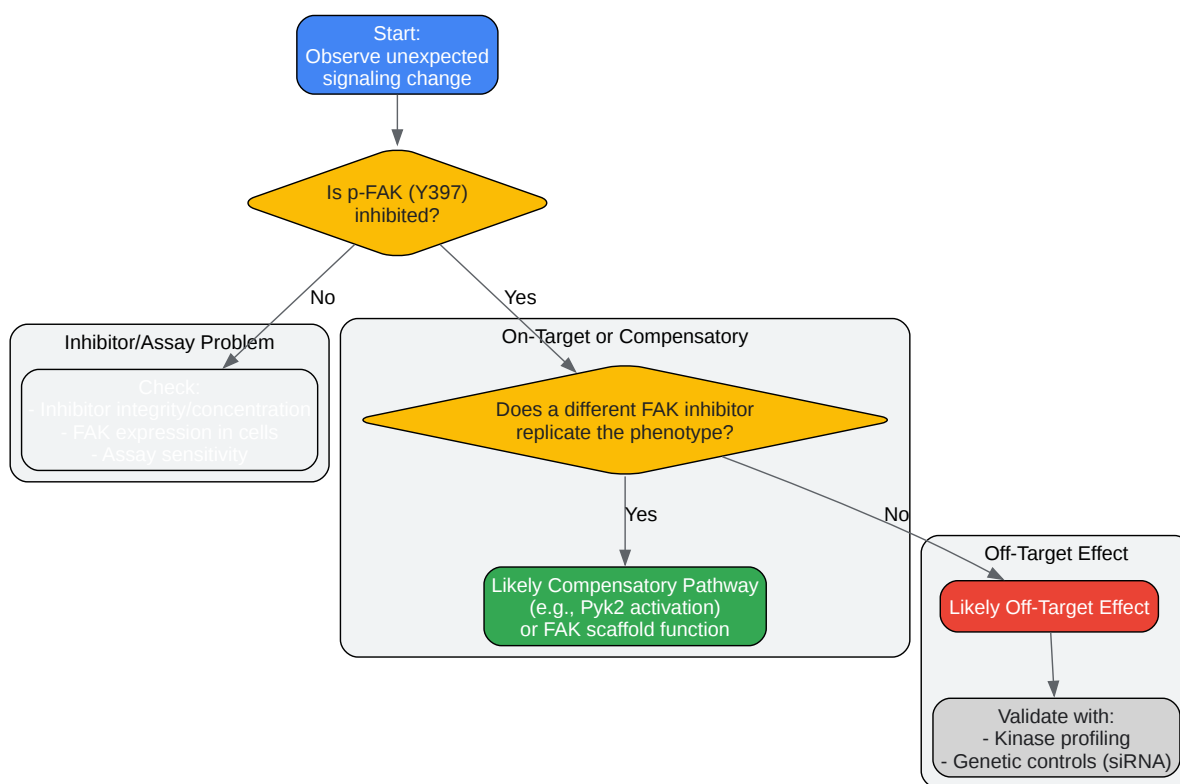 Start:
Observe unexpected
signaling change
Is p-FAK (Y397)
inhibited?
No
Yes
Inhibitor/Assay Problem
Check:
- Inhibitor integrity/concentration
- FAK expression in cells
- Assay sensitivity
On-Target or Compensatory
Does a different FAK inhibitor
replicate the phenotype?
Yes
No
Likely Compensatory Pathway
(e.g., Pyk2 activation)
or FAK scaffold function
Off-Target Effect
Likely Off-Target Effect
Validate with:
- Kinase profiling
- Genetic controls (siRNA)